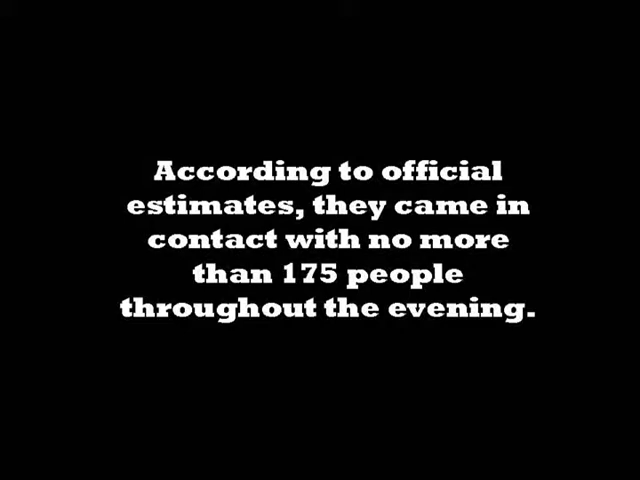 According to official
estimates, they came in
contact with no more
than 175 people
throughout the evening.